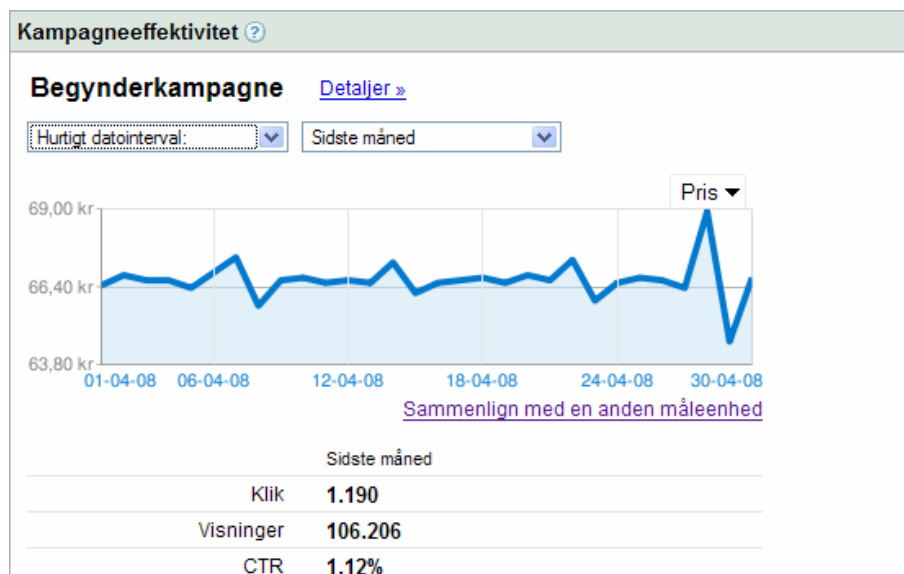 Kampagneeffektivitet ?
Begynderkampagne Detaljer »
Hurtigt datointerval: Sidste måned
Pris
69,00 kr
66,40 kr
63,80 kr
01-04-08 06-04-08 12-04-08 18-04-08 24-04-08 30-04-08
Sammenlign med en anden måleenhed
Sidste måned
Klik 1.190
Visninger 106.206
CTR 1.12%